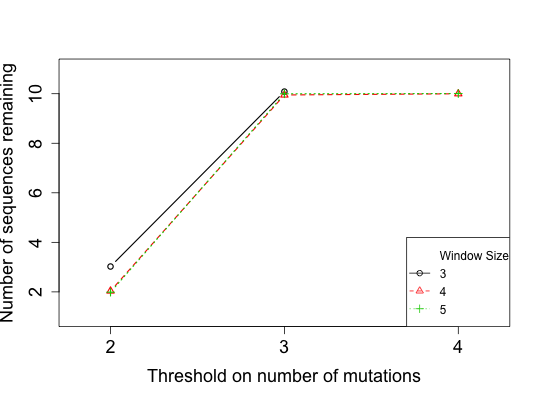 Number of sequences remaining
10
8
6
4
2
Window Size
3
4
5
2 3 4
Threshold on number of mutations